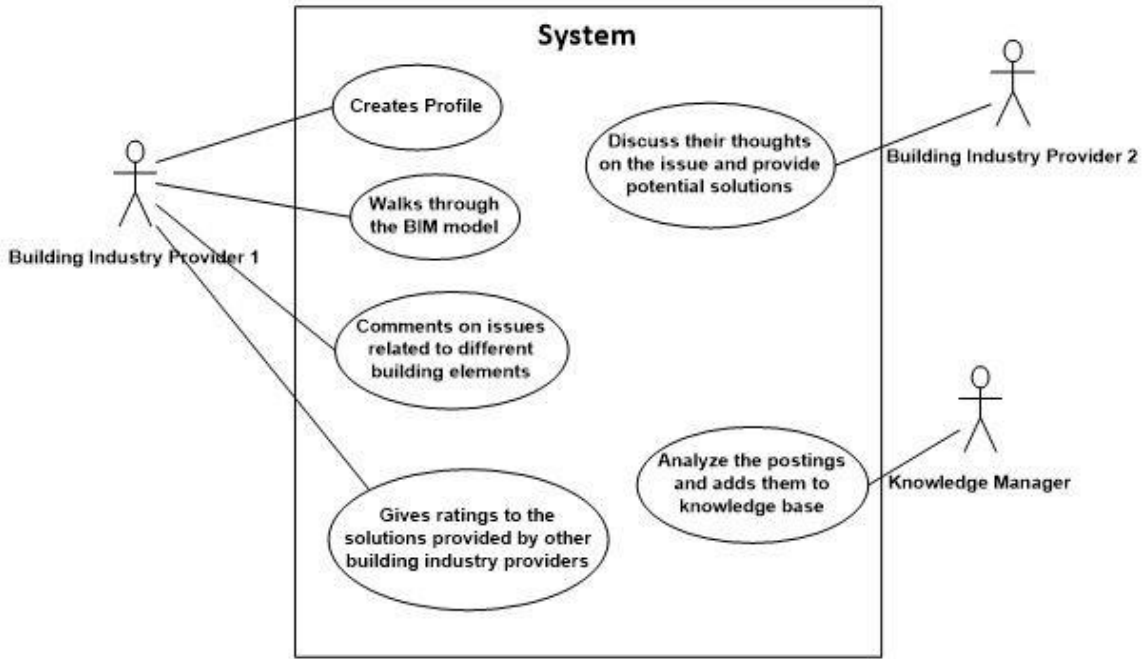 System
Creates Profile
Walks through
the BIM model
Building Industry Provider 1
Comments on issues
related to different
building elements
Gives ratings to the
solutions provided by other
building industry providers
Discuss their thoughts
on the issue and provide
potential solutions
Building Industry Provider 2
Analyze the postings
and adds them to
knowledge base
Knowledge Manager